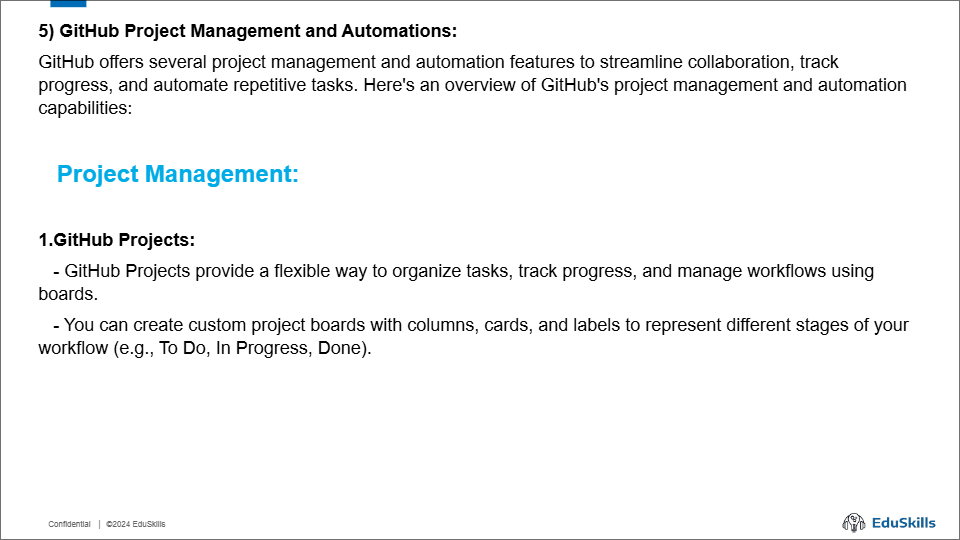 5) GitHub Project Management and Automations:
GitHub offers several project management and automation features to streamline collaboration, track
progress, and automate repetitive tasks. Here's an overview of GitHub's project management and automation
capabilities:
Project Management:
1.GitHub Projects:
- GitHub Projects provide a flexible way to organize tasks, track progress, and manage workflows using
boards.
- You can create custom project boards with columns, cards, and labels to represent different stages of your
workflow (e.g., To Do, In Progress, Done).
Confidential | ©2024 EduSkills
EduSkills